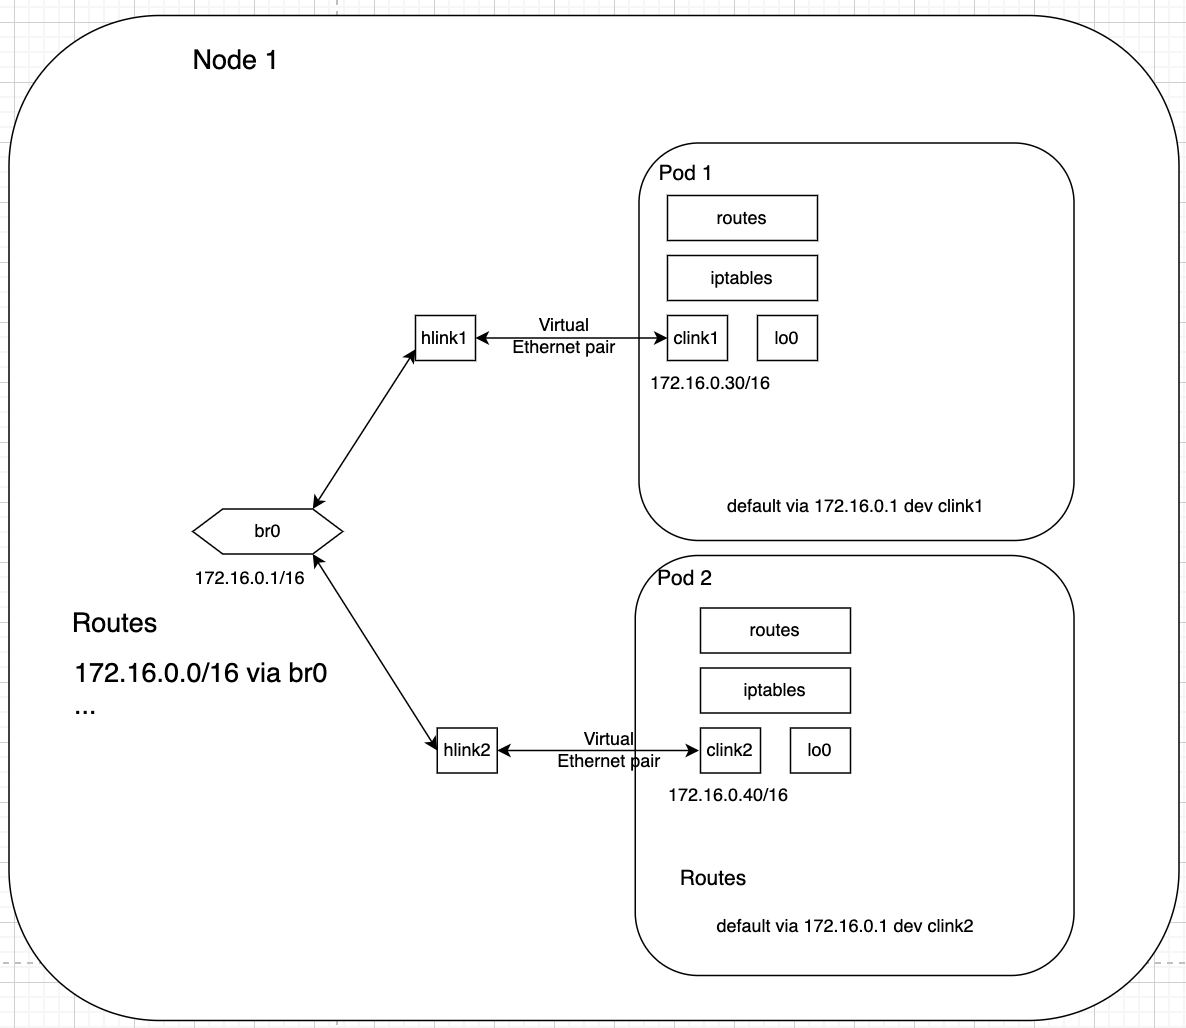 Node 1
Pod 1
routes
iptables
hlink1
Virtual
Ethernet pair
clink1
lo0
172.16.0.30/16
default via 172.16.0.1 dev clink1
br0
172.16.0.1/16
Routes
172.16.0.0/16 via br0
...
Pod 2
routes
iptables
hlink2
Virtual
Ethernet pair
clink2
lo0
172.16.0.40/16
Routes
default via 172.16.0.1 dev clink2